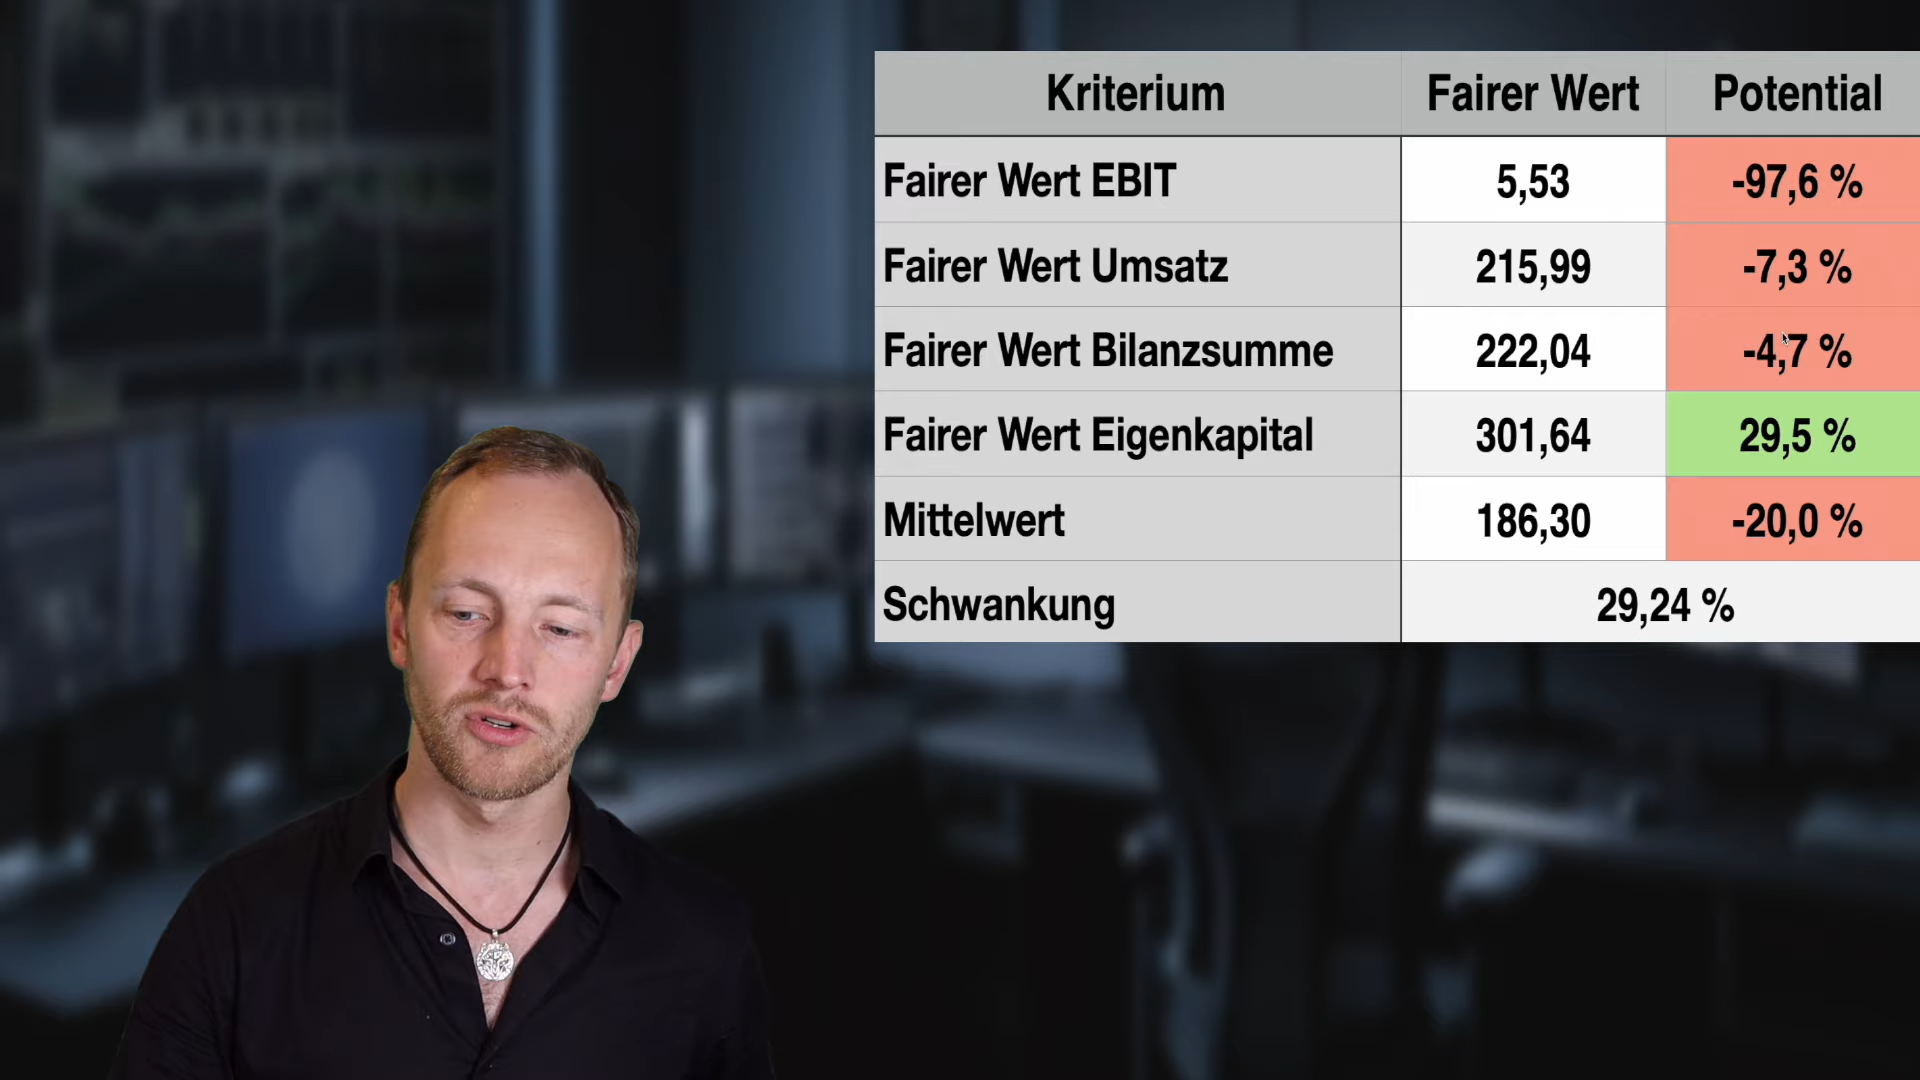 Kriterium Fairer Wert Potential
Fairer Wert EBIT 5,53 -97,6 %
Fairer Wert Umsatz 215,99 -7,3 %
Fairer Wert Bilanzsumme 222,04 -4,7 %
Fairer Wert Eigenkapital 301,64 29,5 %
Mittelwert 186,30 -20,0 %
Schwankung 29,24 %